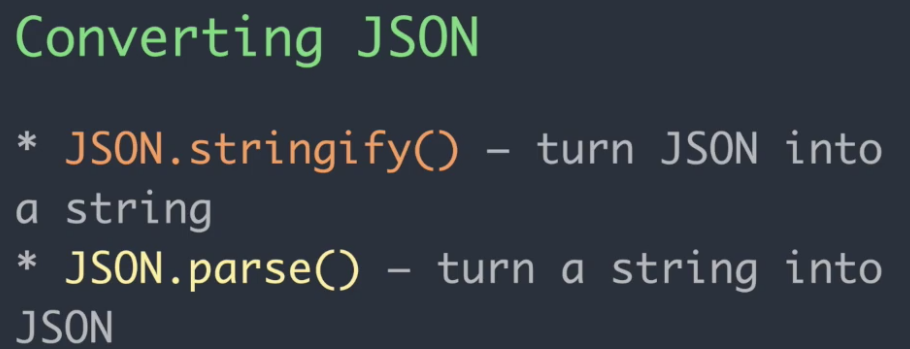 Converting JSON
* JSON.stringify() – turn JSON into
a string
* JSON.parse() – turn a string into
JSON